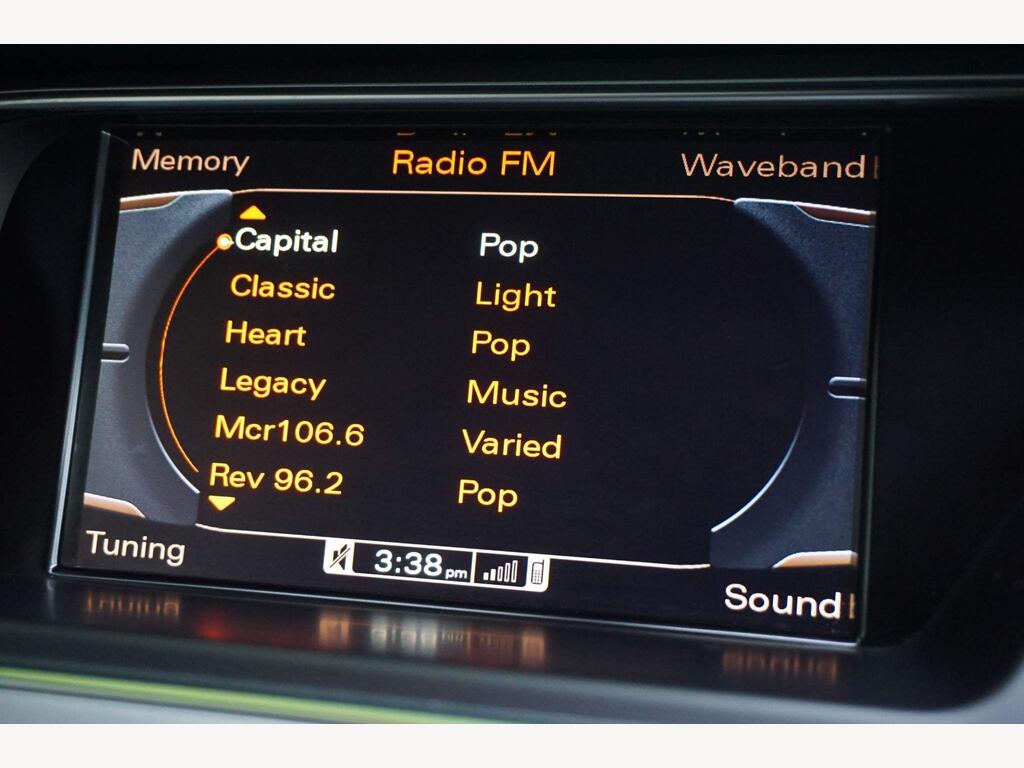 Memory Radio FM Waveband
Capital Pop
Classic Light
Heart Pop
Legacy Music
Mcr106.6 Varied
Rev 96.2 Pop
Tuning 3:38 pm Sound